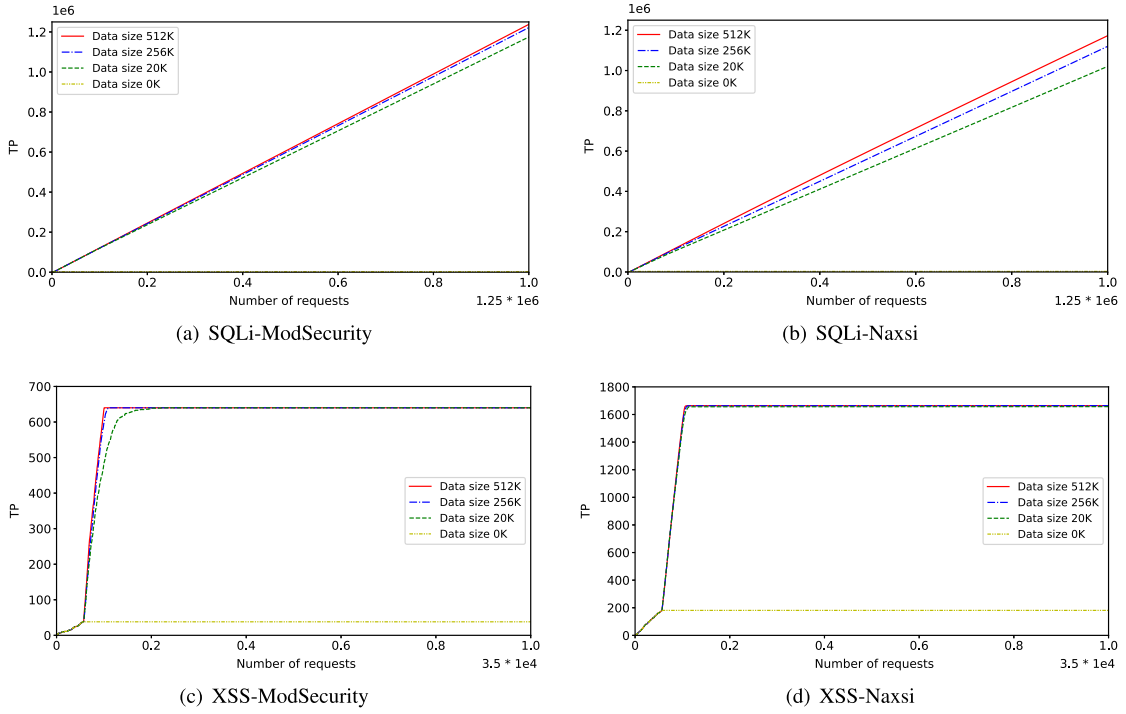 1e6
1.2
1.0
0.8
0.6
0.4
0.2
0.0
TP
Data size 512K
Data size 256K
Data size 20K
Data size 0K
0 0.2 0.4 0.6 0.8 1.0
Number of requests 1.25 * 1e6
(a) SQLi-ModSecurity
1e6
1.2
1.0
0.8
0.6
0.4
0.2
0.0
TP
Data size 512K
Data size 256K
Data size 20K
Data size 0K
0 0.2 0.4 0.6 0.8 1.0
Number of requests 1.25 * 1e6
(b) SQLi-Naxsi
700
600
500
400
300
200
100
0
TP
Data size 512K
Data size 256K
Data size 20K
Data size 0K
0 0.2 0.4 0.6 0.8 1.0
Number of requests 3.5 * 1e4
(c) XSS-ModSecurity
1800
1600
1400
1200
1000
800
600
400
200
0
TP
Data size 512K
Data size 256K
Data size 20K
Data size 0K
0 0.2 0.4 0.6 0.8 1.0
Number of requests 3.5 * 1e4
(d) XSS-Naxsi